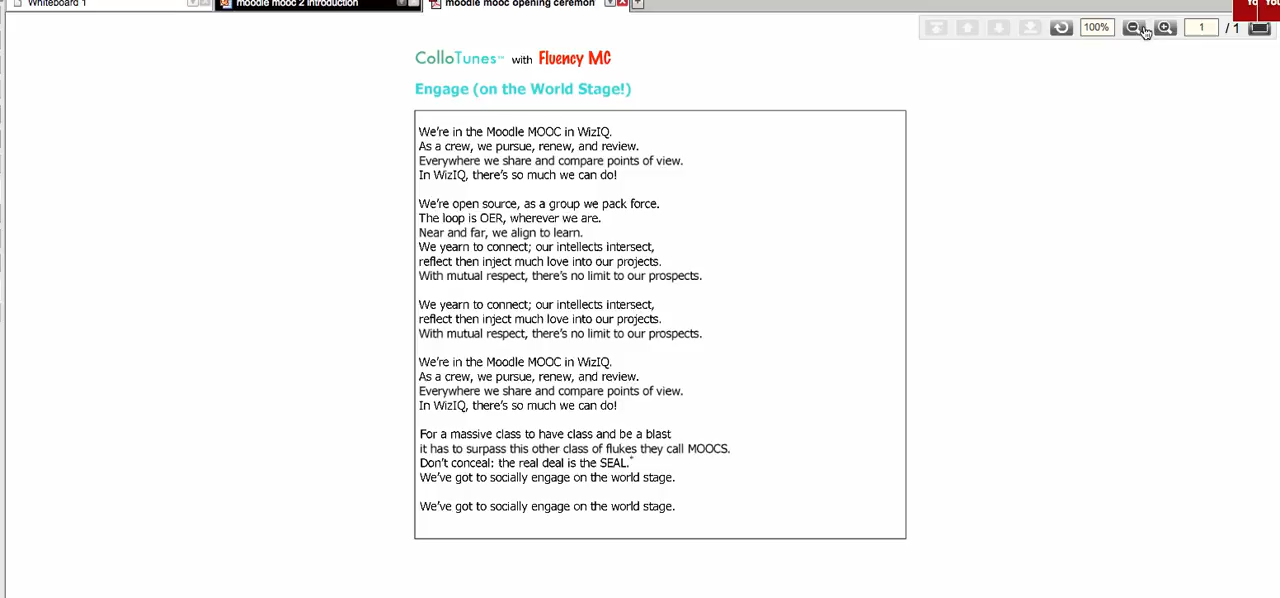 Whiteboard 1
moodle mooc 2 introduction
moodle mooc opening ceremon
100%
1
/ 1
ColloTunes™ with Fluency MC
Engage (on the World Stage!)
We're in the Moodle MOOC in WizIQ.
As a crew, we pursue, renew, and review.
Everywhere we share and compare points of view.
In WizIQ, there's so much we can do!
We're open source, as a group we pack force.
The loop is OER, wherever we are.
Near and far, we align to learn.
We yearn to connect; our intellects intersect,
reflect then inject much love into our projects.
With mutual respect, there's no limit to our prospects.
We yearn to connect; our intellects intersect,
reflect then inject much love into our projects.
With mutual respect, there's no limit to our prospects.
We're in the Moodle MOOC in WizIQ.
As a crew, we pursue, renew, and review.
Everywhere we share and compare points of view.
In WizIQ, there's so much we can do!
For a massive class to have class and be a blast
it has to surpass this other class of flukes they call MOOCS.
Don't conceal: the real deal is the SEAL.*
We've got to socially engage on the world stage.
We've got to socially engage on the world stage.